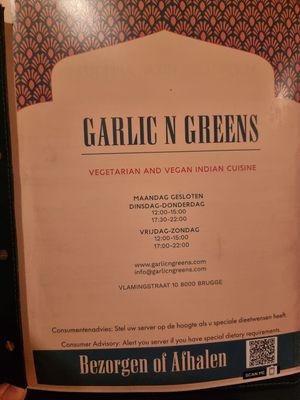 GARLIC N GREENS
VEGETARIAN AND VEGAN INDIAN CUISINE
MAANDAG GESLOTEN
DINSDAG-DONDERDAG
12:00-15:00
17:30-22:00
VRIJDAG-ZONDAG
12:00-15:00
17:00-22:00
www.garlicngreens.com
info@garlicngreens.com
VLAMINGSTRAAT 10 8000 BRUGGE
Consumentenadvies: Stel uw server op de hoogte als u speciale dieetwensen heeft.
Consumer Advisory: Alert you server if you have special dietary requirements.
Bezorgen of Afhalen
SCAN ME